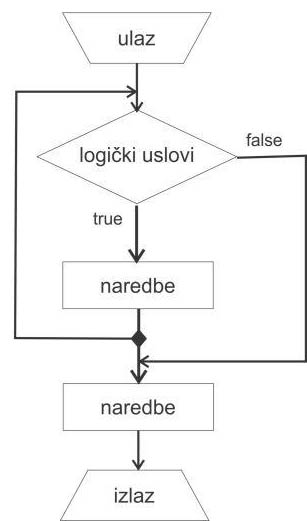 ulaz
logički uslovi
false
true
naredbe
naredbe
izlaz